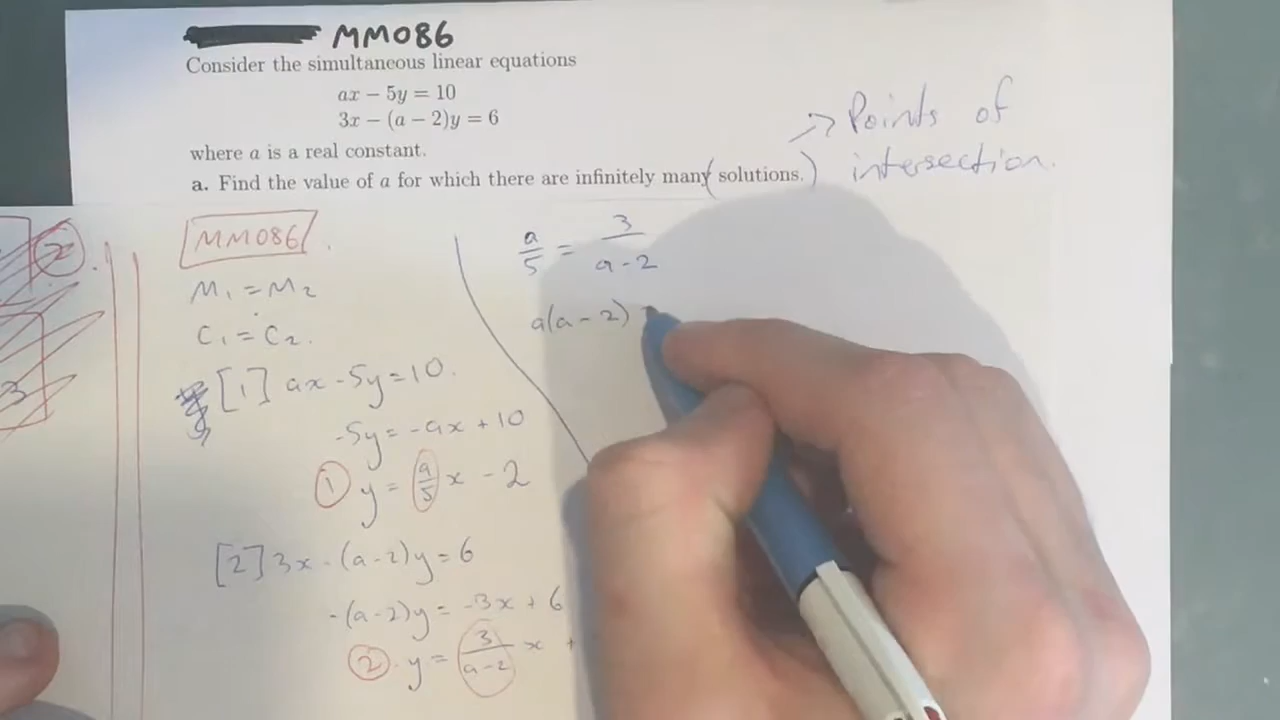 MM086
Consider the simultaneous linear equations
ax − 5y = 10
3x − (a − 2)y = 6
where a is a real constant.
a. Find the value of a for which there are infinitely many (solutions.)
→ Points of
intersection.
2
3
MM086
M₁ = M₂
C₁ = C₂.
[1] ax - 5y = 10.
-5y = -ax + 10
① y = a/5 x - 2
[2] 3x - (a-2)y = 6
-(a-2)y = -3x + 6
② y = 3/(a-2) x +
a/5 = 3/(a-2)
a(a-2)